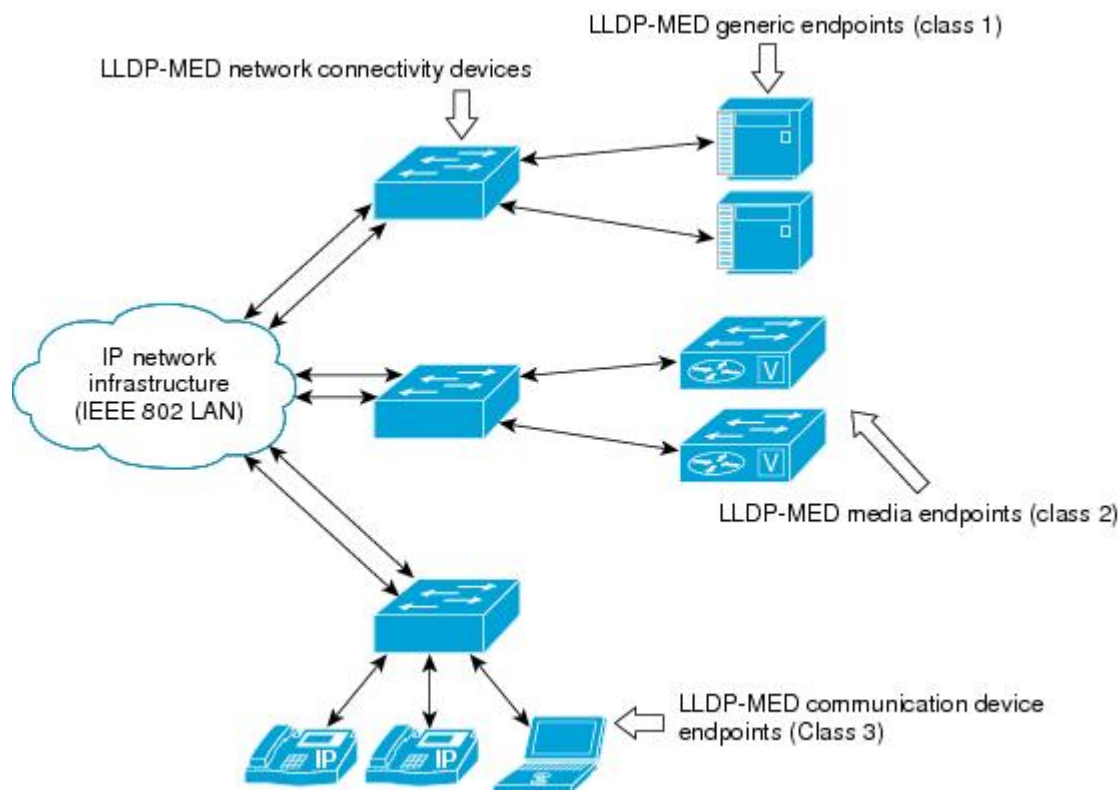 LLDP-MED generic endpoints (class 1)
LLDP-MED network connectivity devices
IP network
infrastructure
(IEEE 802 LAN)
V
V
LLDP-MED media endpoints (class 2)
LLDP-MED communication device
endpoints (Class 3)
IP
IP